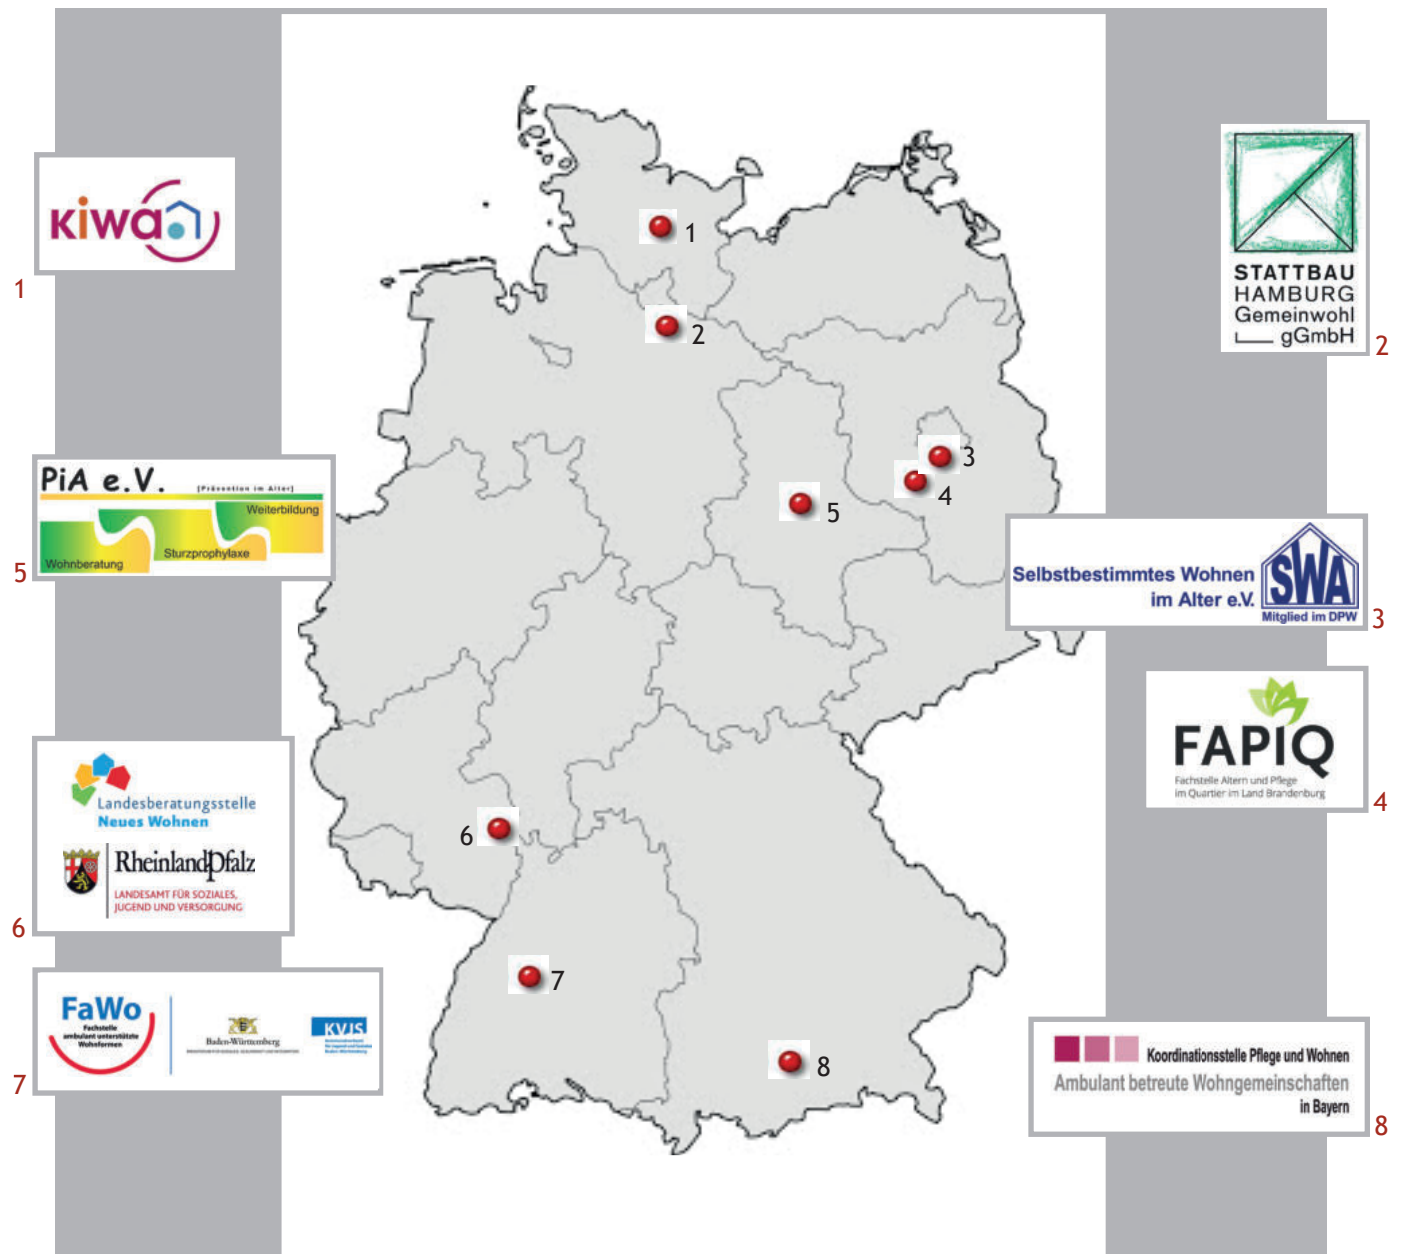 KiWA
1
STATTBAU
HAMBURG
Gemeinwohl
gGmbH
2
PiA e.V.
[Prävention im Alter]
Weiterbildung
Sturzprophylaxe
Wohnberatung
5
Selbstbestimmtes Wohnen
im Alter e.V.
SWA
Mitglied im DPW
3
FAPIQ
Fachstelle Altern und Pflege
im Quartier im Land Brandenburg
4
Landesberatungsstelle
Neues Wohnen
RheinlandPfalz
LANDESAMT FÜR SOZIALES,
JUGEND UND VERSORGUNG
6
FaWo
Fachstelle
ambulant unterstützte
Wohnformen
Baden-Württemberg
KVJS
7
Koordinationsstelle Pflege und Wohnen
Ambulant betreute Wohngemeinschaften
in Bayern
8
1
2
3
4
5
6
7
8